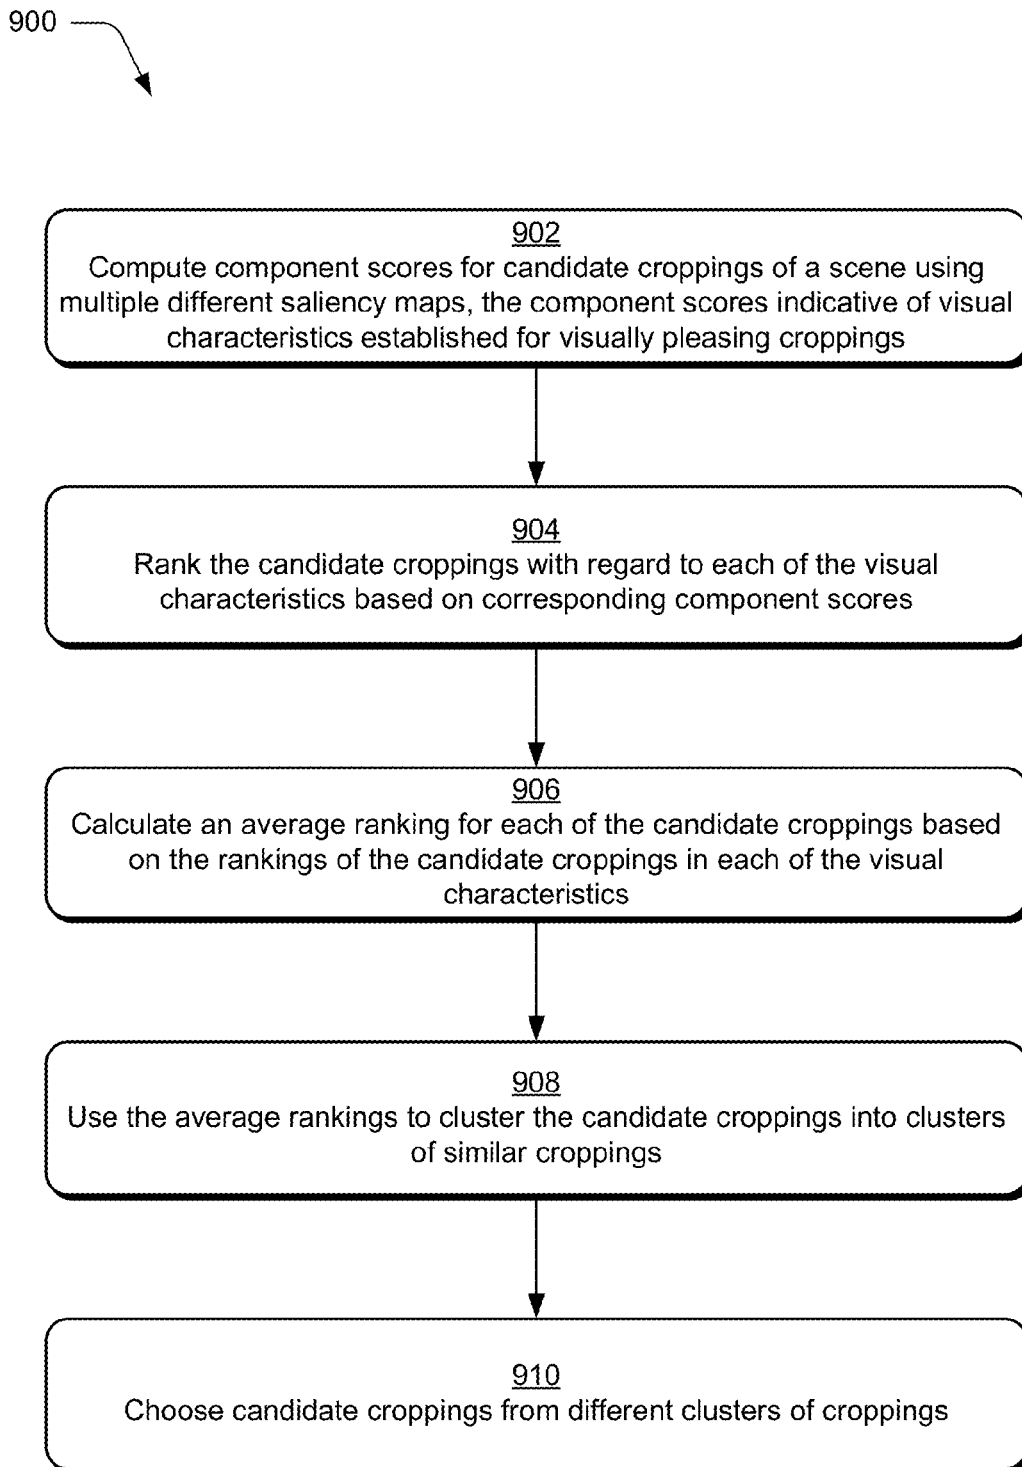 900
902
Compute component scores for candidate croppings of a scene using
multiple different saliency maps, the component scores indicative of visual
characteristics established for visually pleasing croppings
904
Rank the candidate croppings with regard to each of the visual
characteristics based on corresponding component scores
906
Calculate an average ranking for each of the candidate croppings based
on the rankings of the candidate croppings in each of the visual
characteristics
908
Use the average rankings to cluster the candidate croppings into clusters
of similar croppings
910
Choose candidate croppings from different clusters of croppings